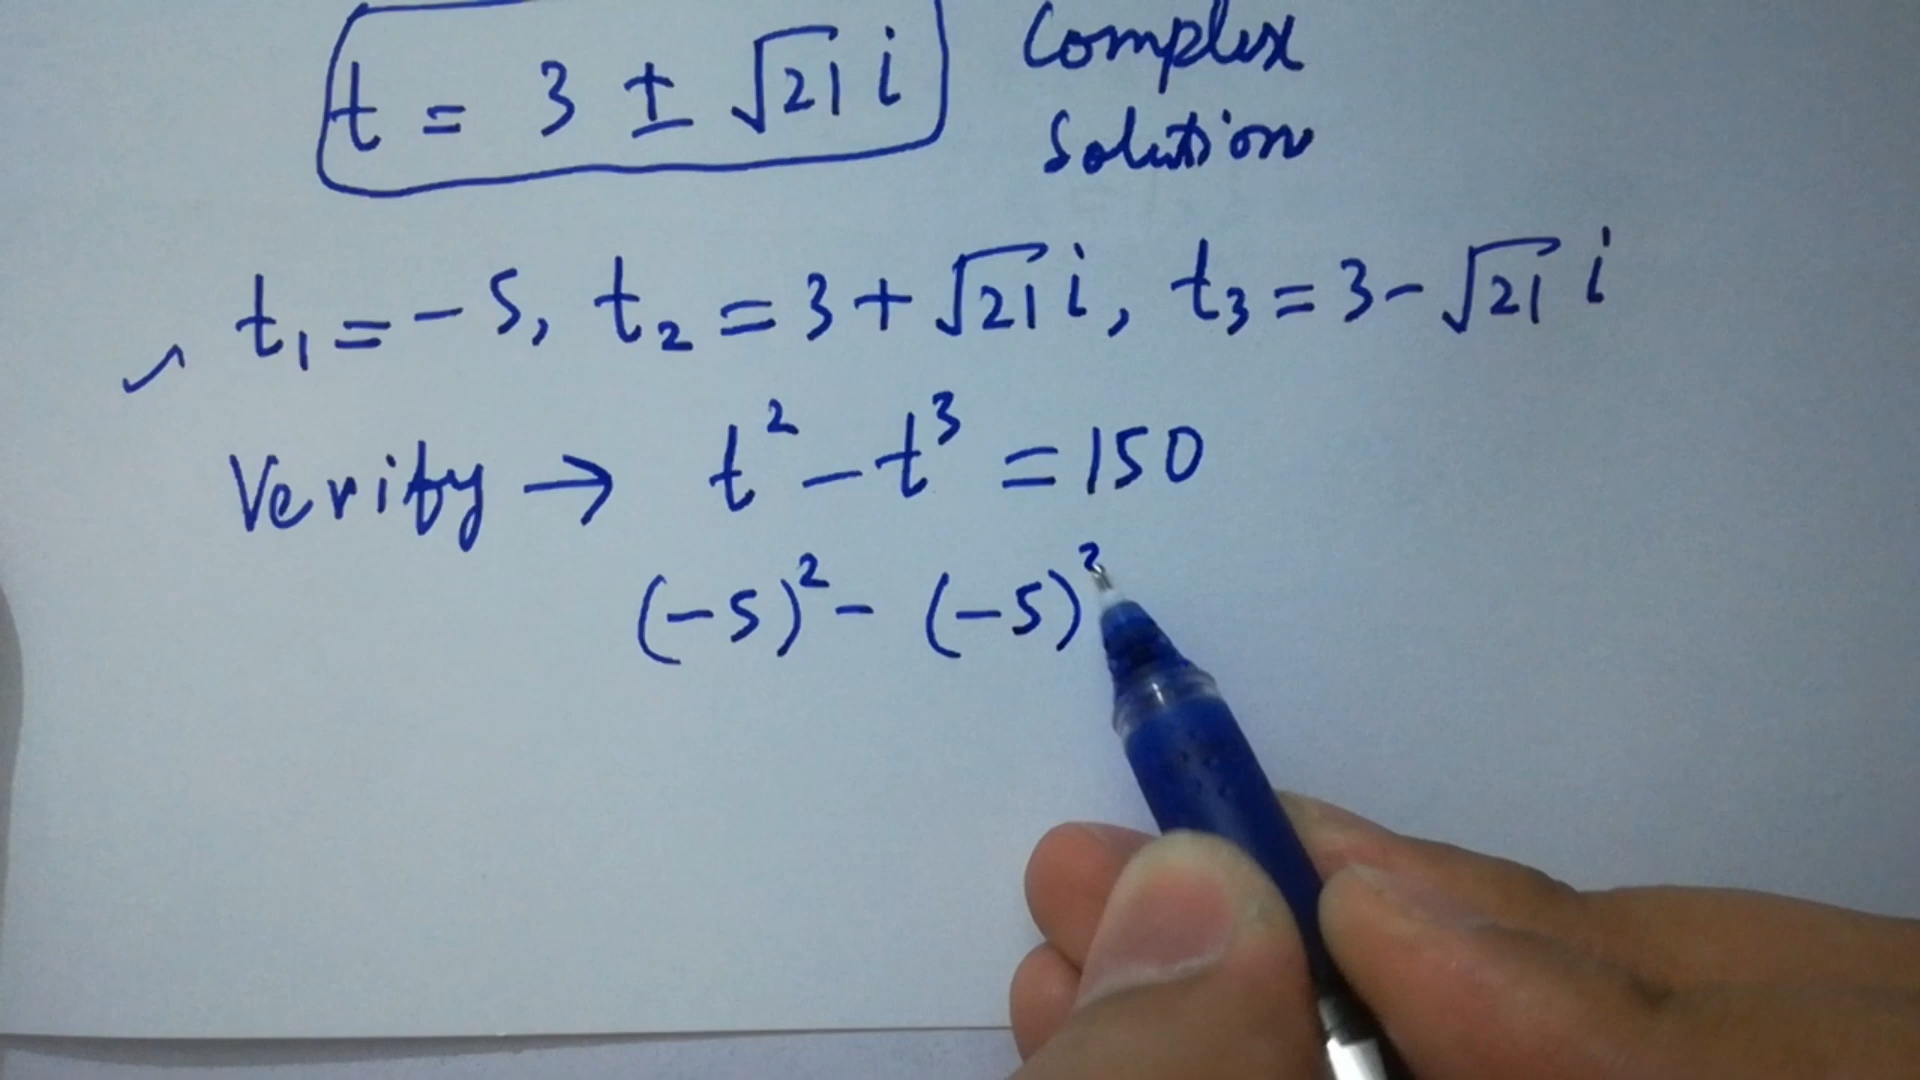 t = 3 ± √21 i Complex
Solution
t₁ = -5, t₂ = 3 + √21 i, t₃ = 3 - √21 i
Verify → t² - t³ = 150
(-5)² - (-5)